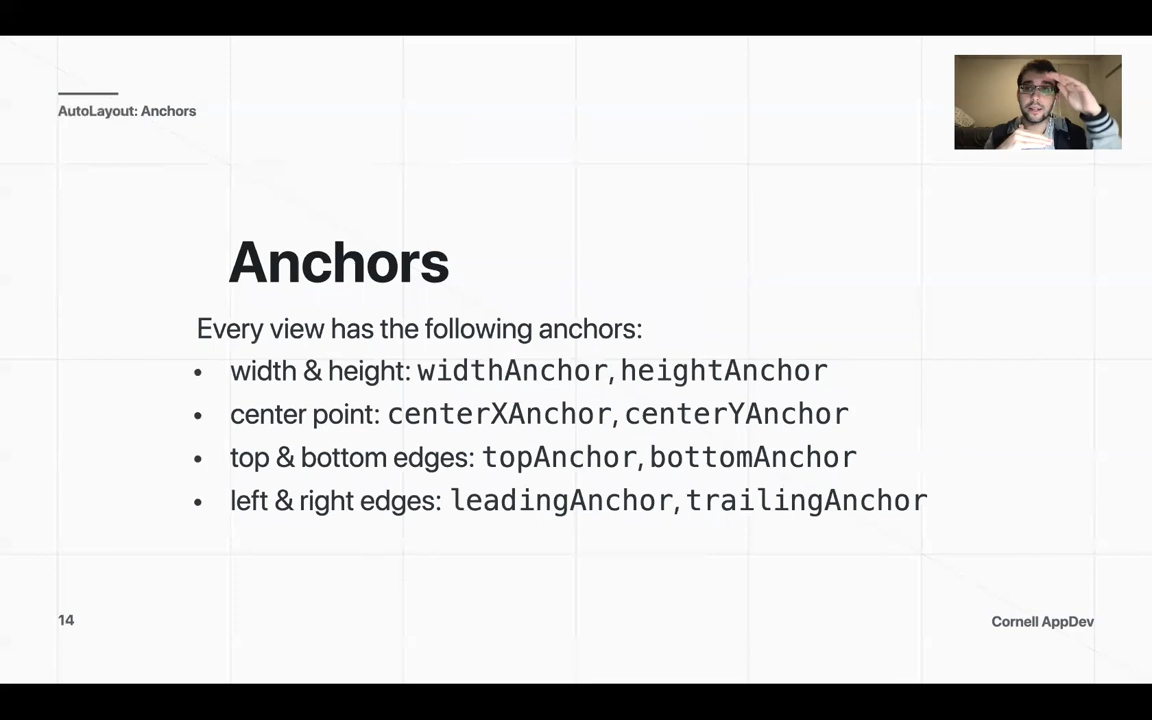 AutoLayout: Anchors
Anchors
Every view has the following anchors:
• width & height: widthAnchor, heightAnchor
• center point: centerXAnchor, centerYAnchor
• top & bottom edges: topAnchor, bottomAnchor
• left & right edges: leadingAnchor, trailingAnchor
14
Cornell AppDev